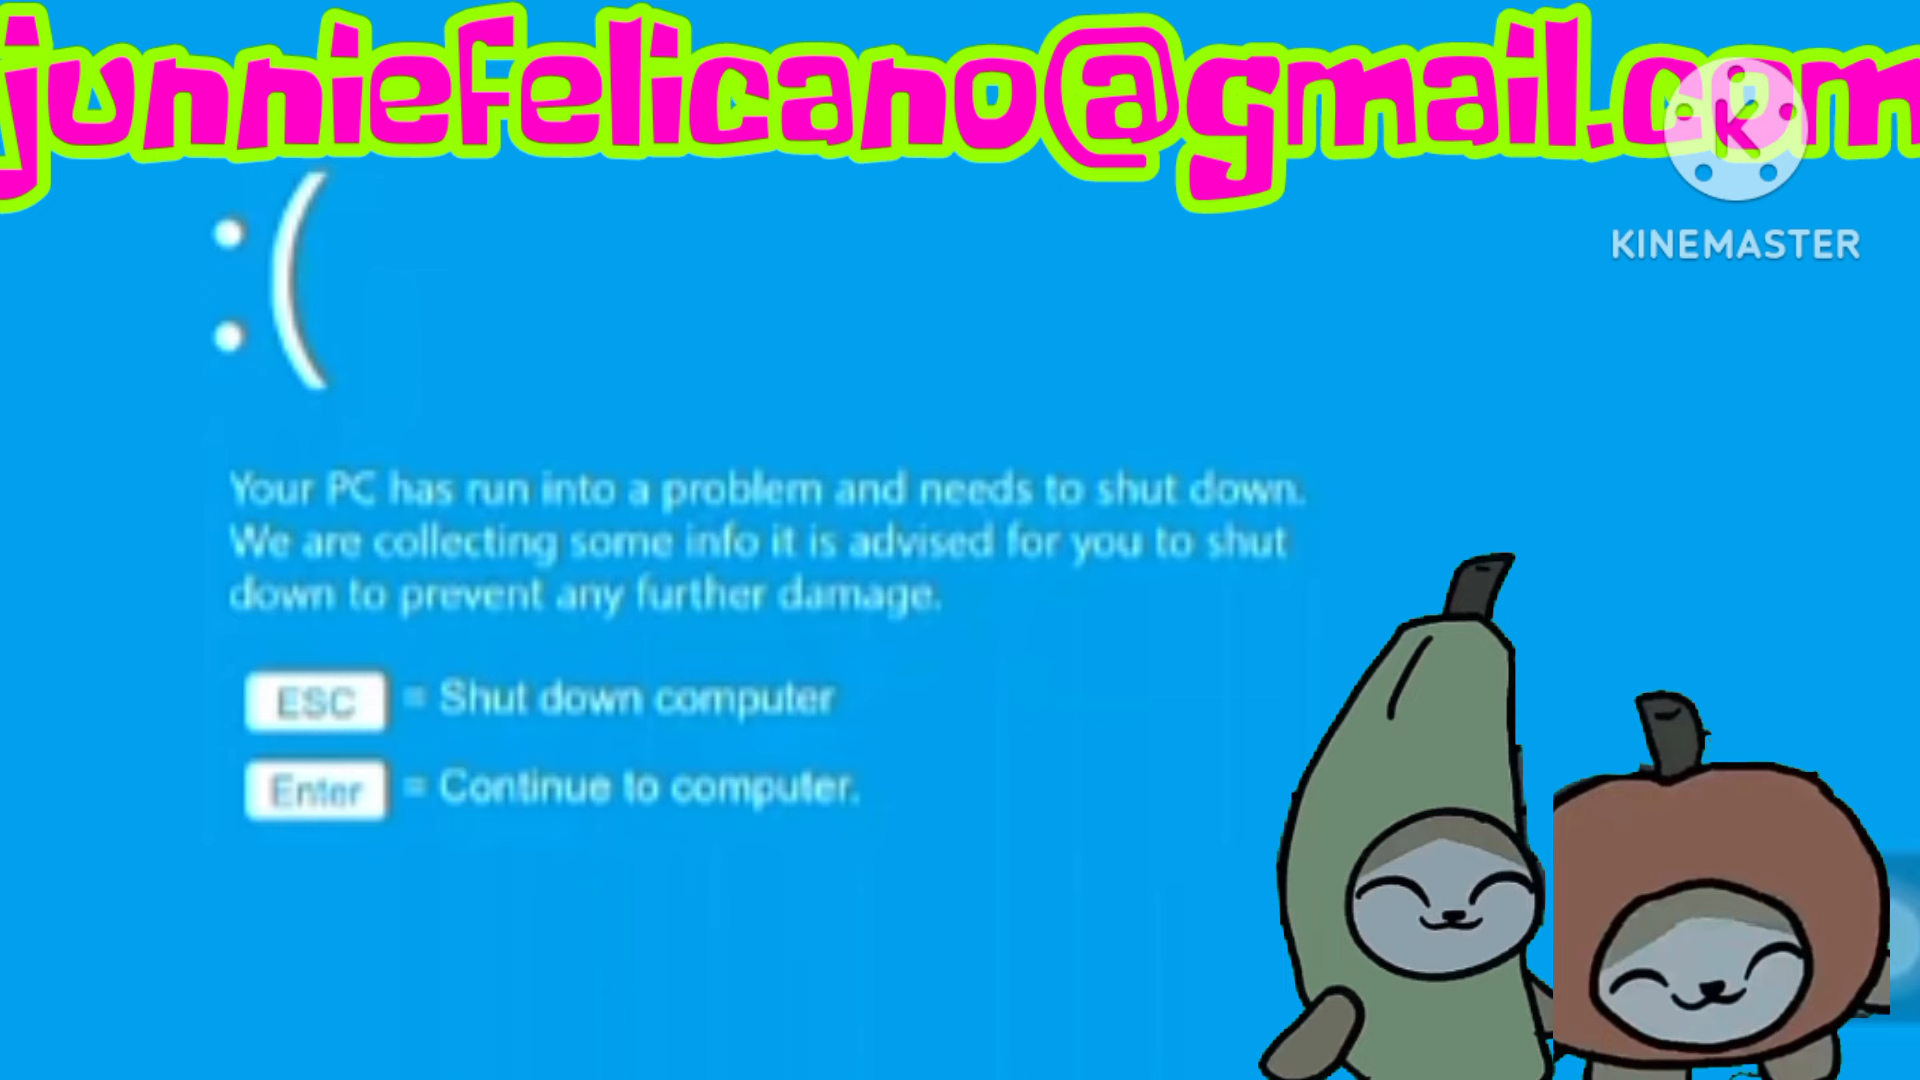 junniefelicano@gmail.com
K
KINEMASTER
:(
Your PC has run into a problem and needs to shut down.
We are collecting some info it is advised for you to shut
down to prevent any further damage.
ESC = Shut down computer
Enter = Continue to computer.